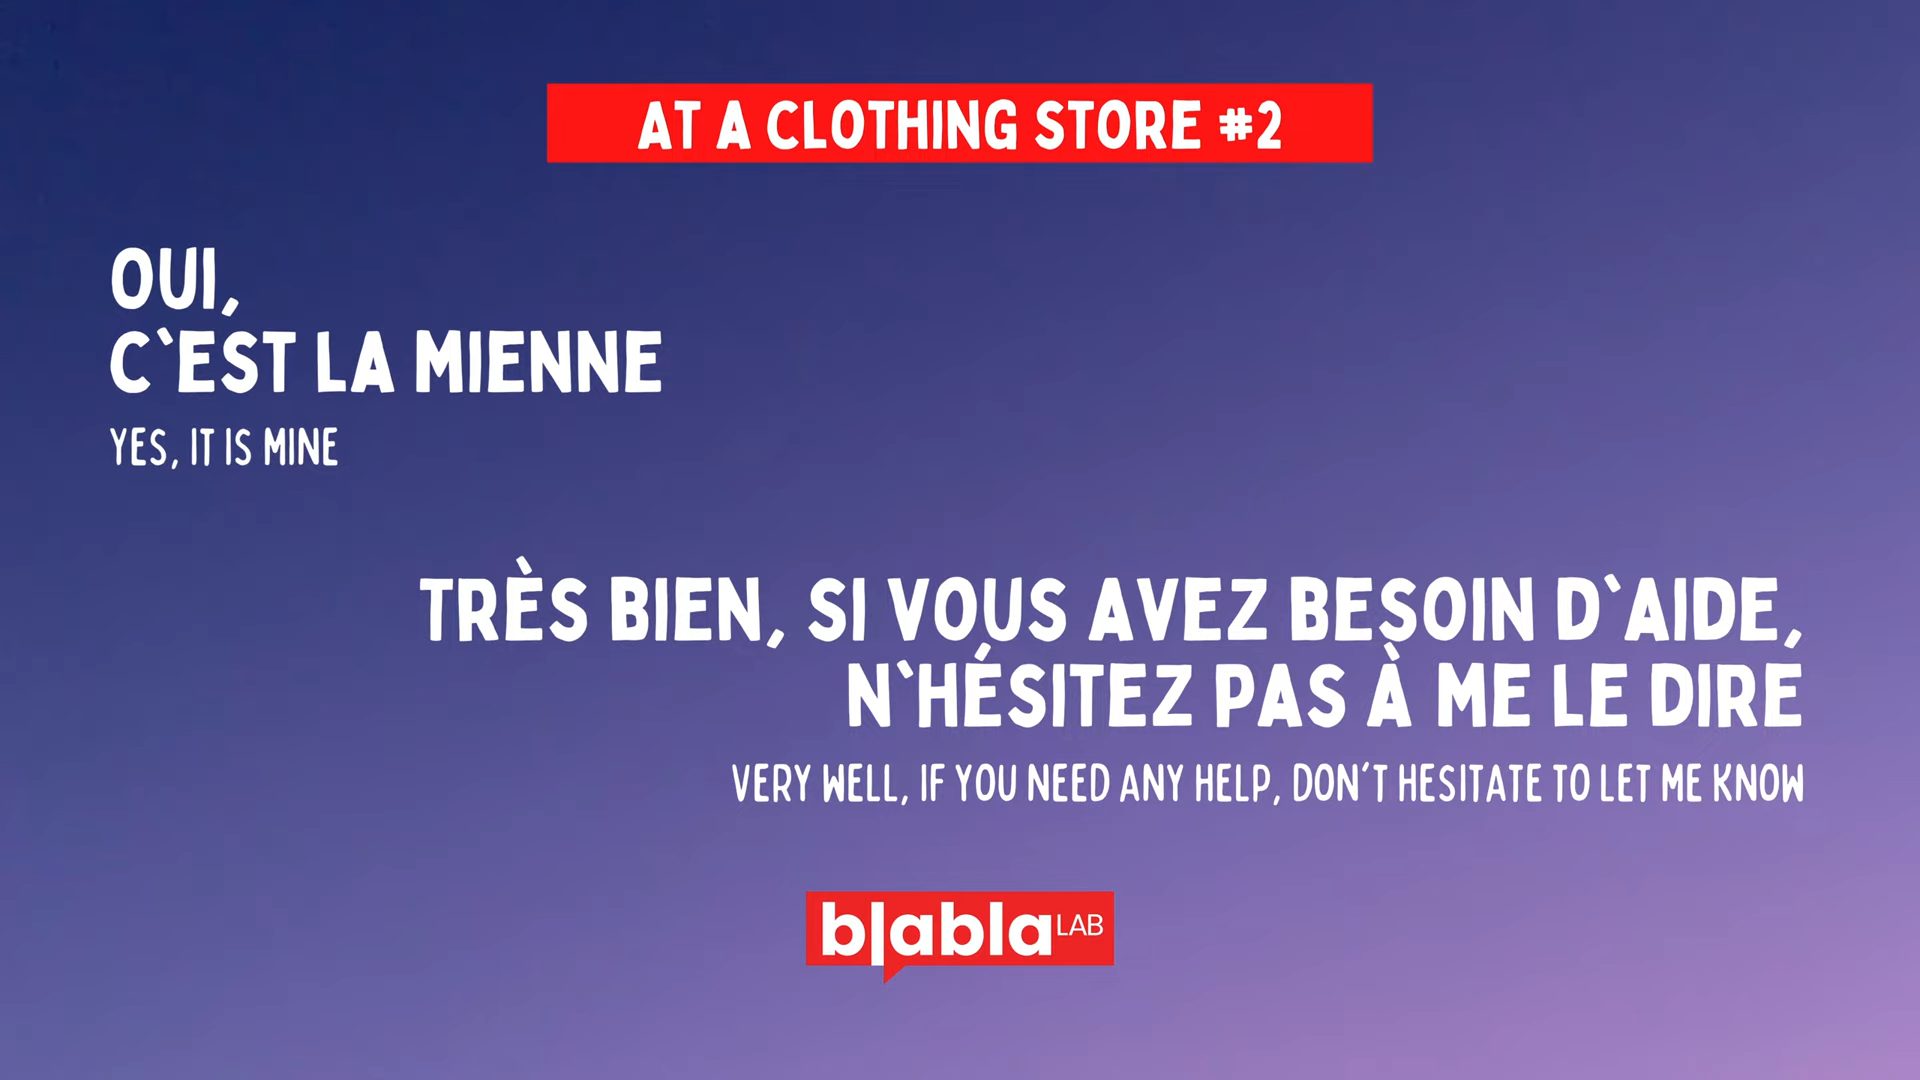 AT A CLOTHING STORE #2
OUI,
C`EST LA MIENNE
YES, IT IS MINE
TRÈS BIEN, SI VOUS AVEZ BESOIN D`AIDE,
N`HÉSITEZ PAS À ME LE DIRE
VERY WELL, IF YOU NEED ANY HELP, DON'T HESITATE TO LET ME KNOW
blabla LAB